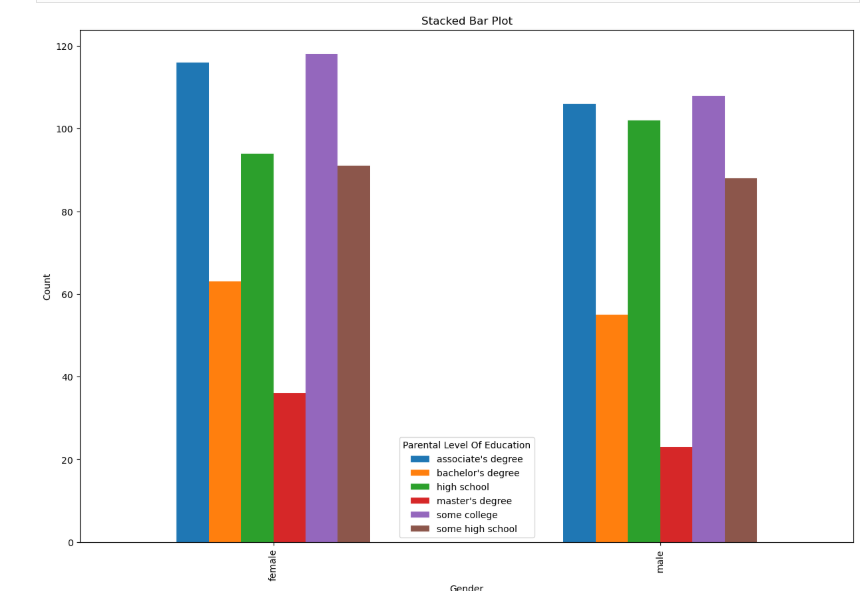 Stacked Bar Plot
120
100
80
60
40
20
0
Count
Parental Level Of Education
associate's degree
bachelor's degree
high school
master's degree
some college
some high school
female
male
Gender